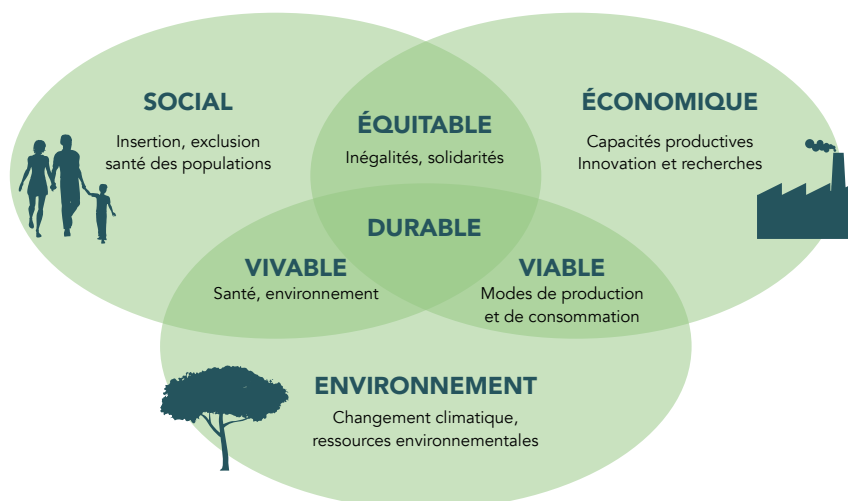 SOCIAL
Insertion, exclusion
santé des populations
ÉQUITABLE
Inégalités, solidarités
ÉCONOMIQUE
Capacités productives
Innovation et recherches
DURABLE
VIVABLE
Santé, environnement
VIABLE
Modes de production
et de consommation
ENVIRONNEMENT
Changement climatique,
ressources environnementales